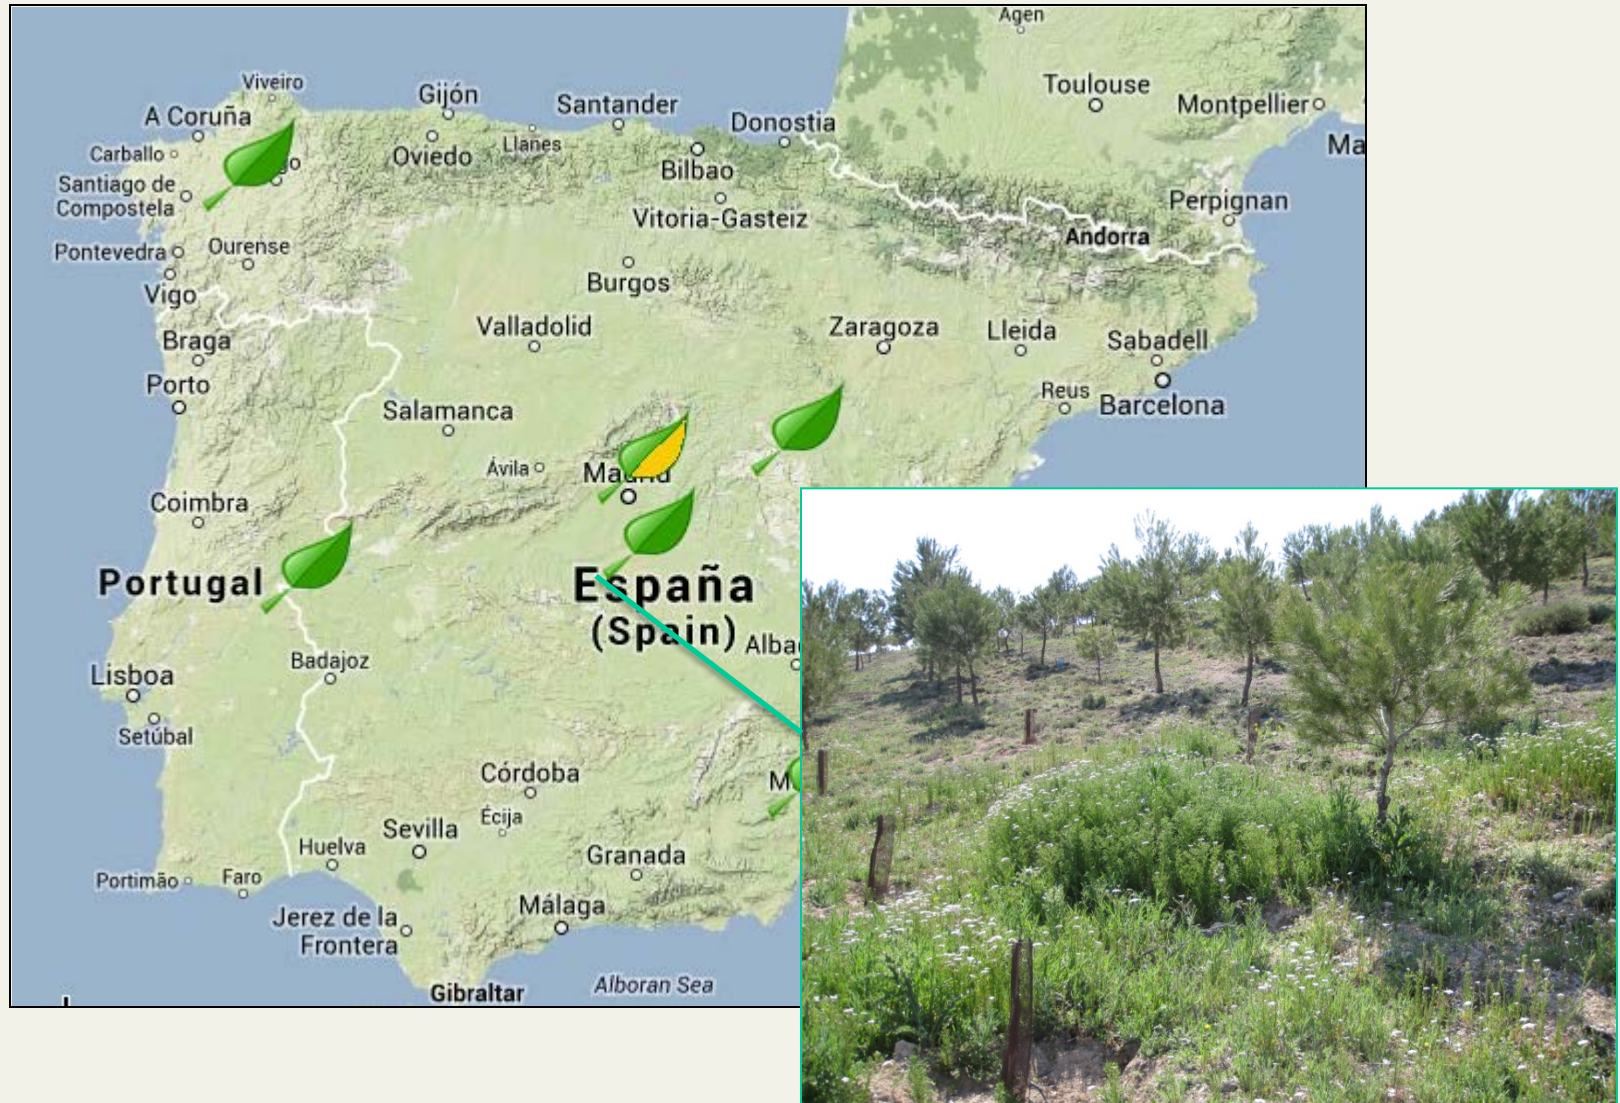 Agen
Viveiro
Gijón
Toulouse
Santander
Montpellier
A Coruña
Donostia
Llanes
Ma
Carballo
Oviedo
go
Bilbao
Santiago de
Compostela
Perpignan
Vitoria-Gasteiz
Andorra
Pontevedra
Ourense
Burgos
Vigo
Valladolid
Zaragoza
Lleida
Sabadell
Braga
Porto
Reus
Barcelona
Salamanca
Ávila
Coimbra
Portugal
España
(Spain)
Alba
Badajoz
Lisboa
Setúbal
Córdoba
M
Écija
Sevilla
Huelva
Granada
Portimão
Faro
Málaga
Jerez de la
Frontera
Alboran Sea
Gibraltar